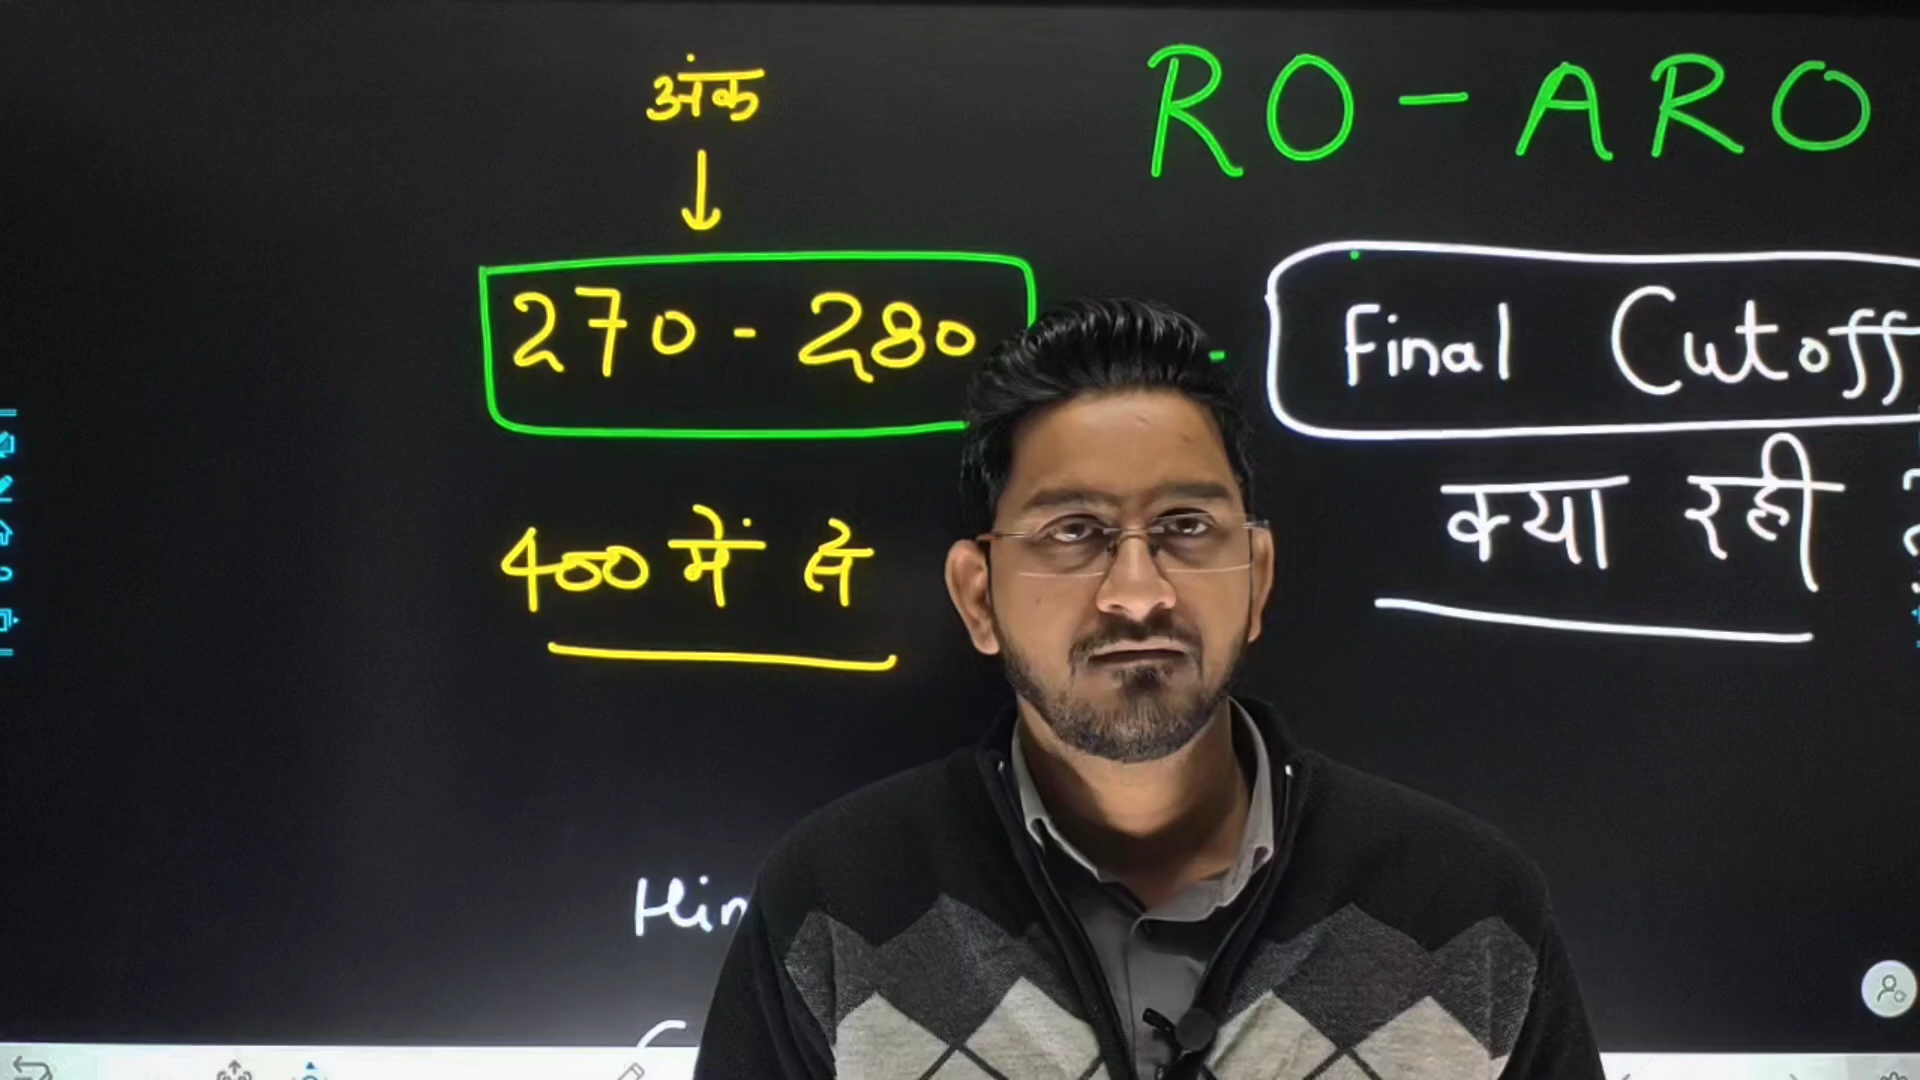 अंक
↓
270 - 280
400 में से
RO-ARO
Final Cutoff
क्या रही